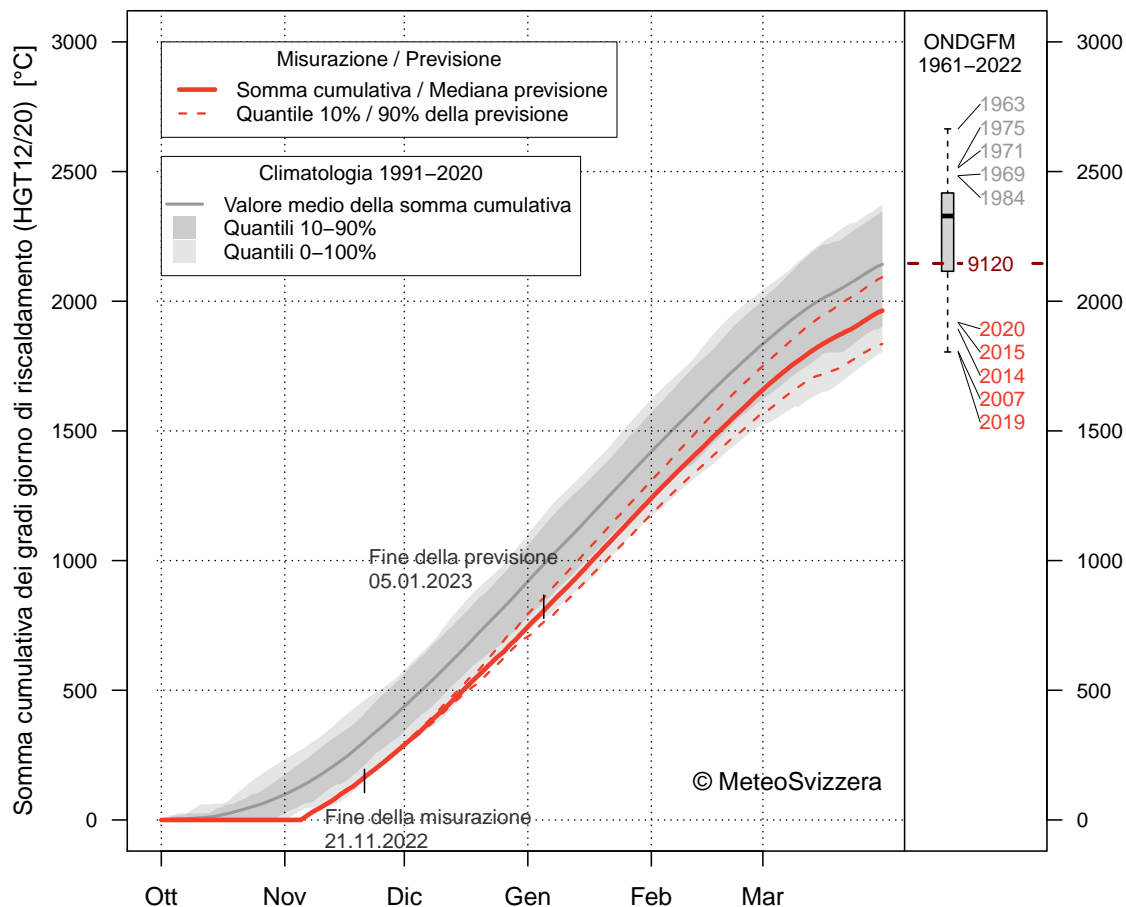 Somma cumulativa dei gradi giorno di riscaldamento (HGT12/20) [°C]
3000
2500
2000
1500
1000
500
0
Misurazione / Previsione
Somma cumulativa / Mediana previsione
Quantile 10% / 90% della previsione
Climatologia 1991−2020
Valore medio della somma cumulativa
Quantili 10−90%
Quantili 0−100%
Fine della previsione
05.01.2023
Fine della misurazione
21.11.2022
© MeteoSvizzera
Ott
Nov
Dic
Gen
Feb
Mar
ONDGFM
1961−2022
1963
1975
1971
1969
1984
9120
2020
2015
2014
2007
2019
3000
2500
2000
1500
1000
500
0